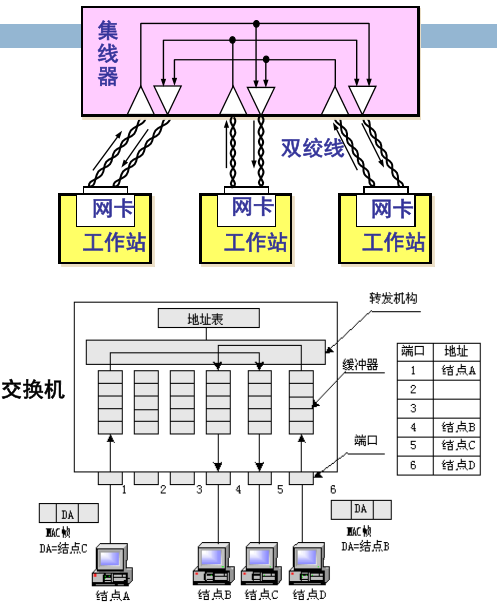 集
线
器
双绞线
网卡 网卡 网卡
工作站 工作站 工作站
转发机构
地址表
交换机
缓冲器
端口 地址
1 结点A
2
3
4 结点B
5 结点C
6 结点D
端口
1 2 3 4 5 6
DA DA
MAC帧 MAC帧
DA=结点C DA=结点B
结点A 结点B 结点C 结点D